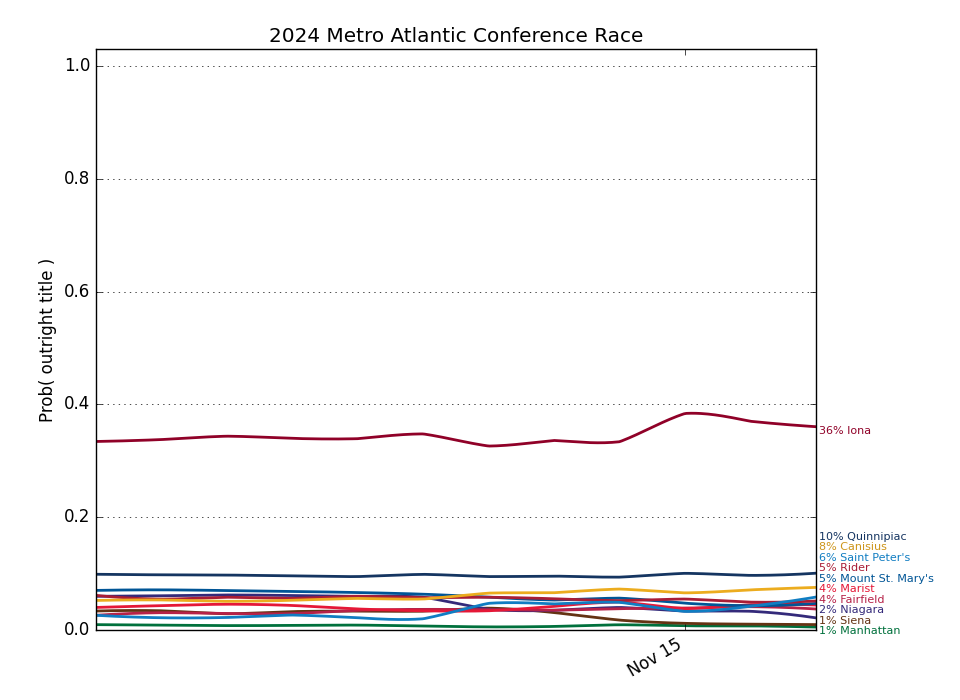 2024 Metro Atlantic Conference Race
Prob( outright title )
1.0
0.8
0.6
0.4
0.2
0.0
36% Iona
10% Quinnipiac
8% Canisius
6% Saint Peter's
5% Rider
5% Mount St. Mary's
4% Marist
4% Fairfield
2% Niagara
1% Siena
1% Manhattan
Nov 15